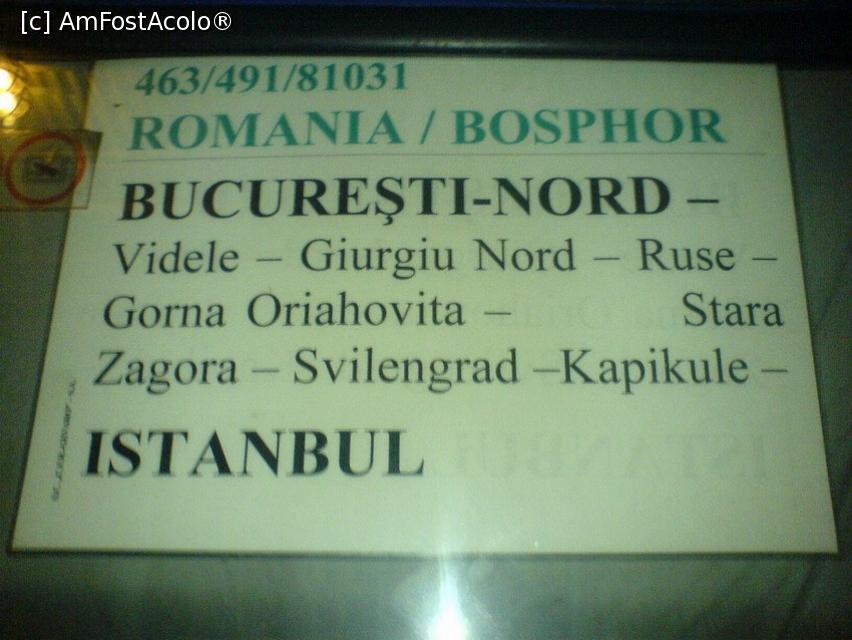 [c] AmFostAcolo®
463/491/81031
ROMANIA / BOSPHOR
BUCUREŞTI-NORD –
Videle – Giurgiu Nord – Ruse –
Gorna Oriahovita – Stara
Zagora – Svilengrad –Kapikule –
ISTANBUL